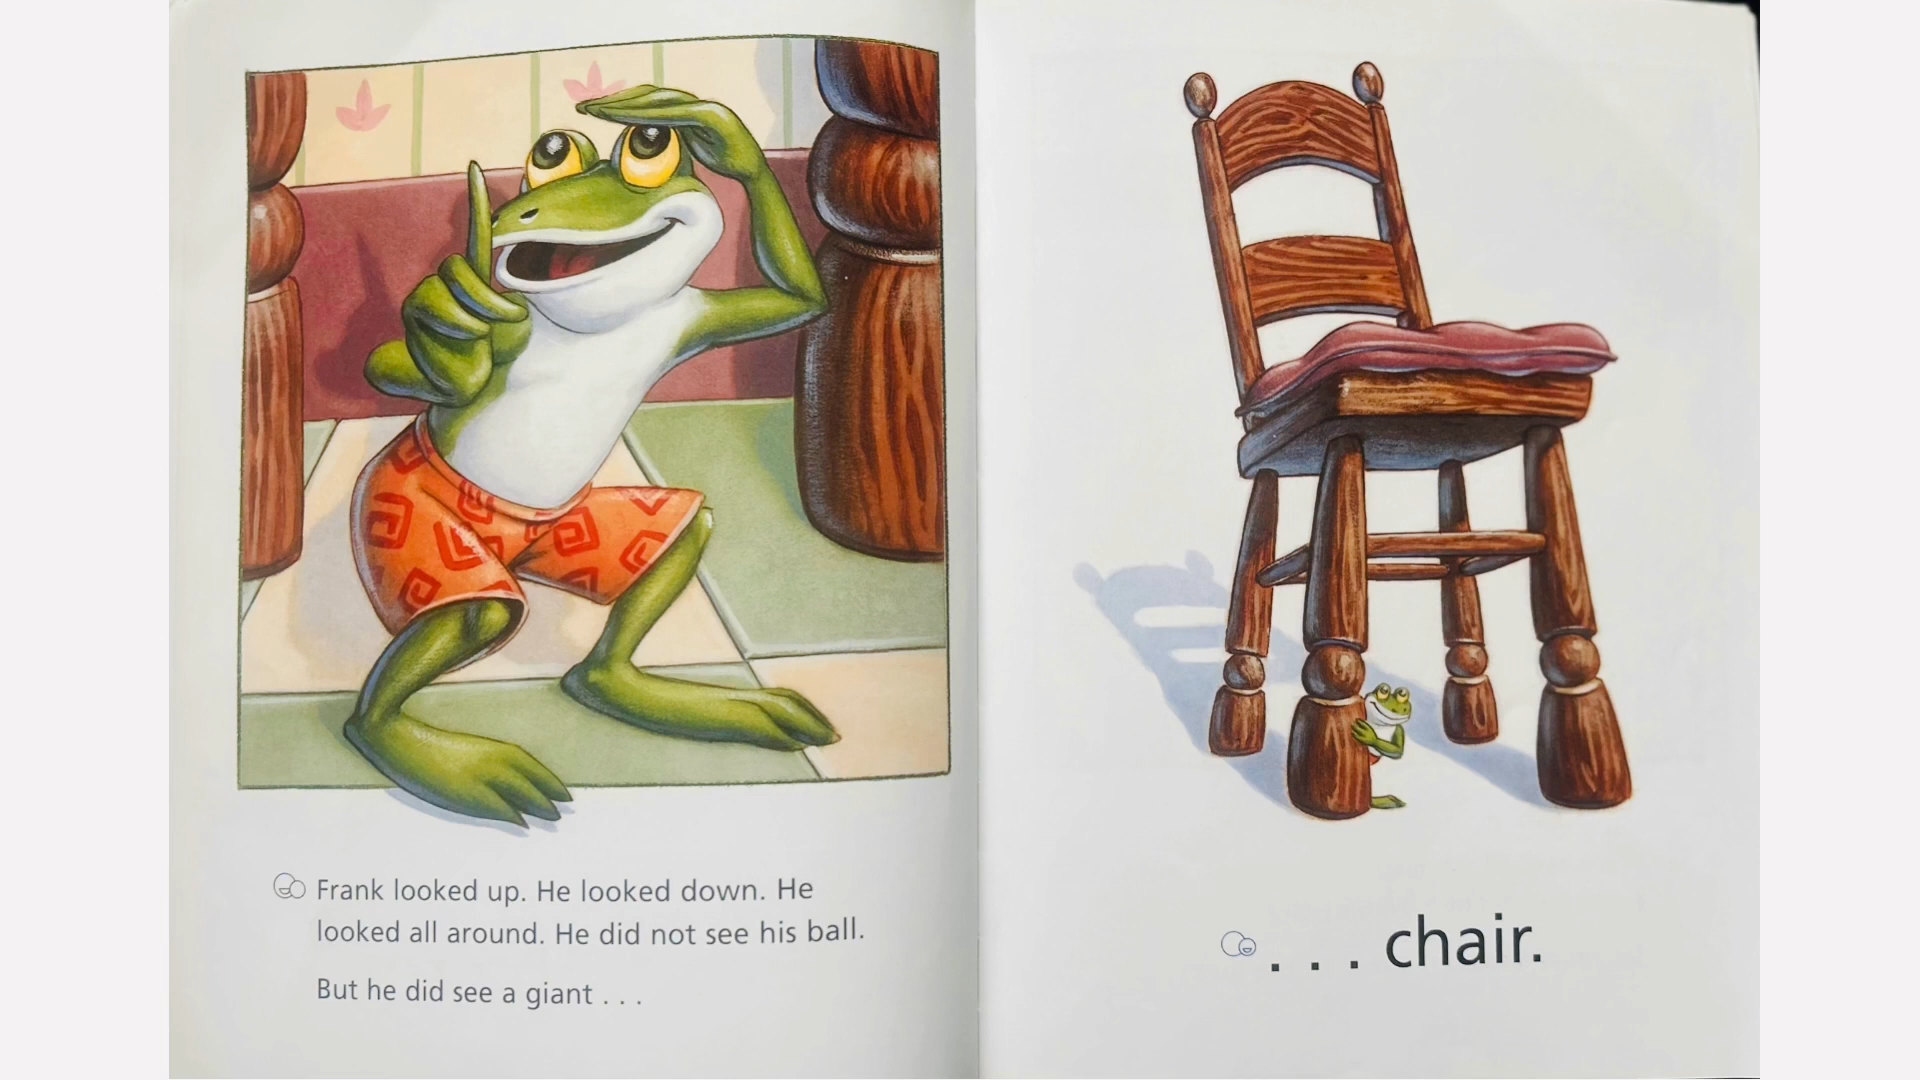 Frank looked up. He looked down. He
looked all around. He did not see his ball.
But he did see a giant . . .
. . . chair.